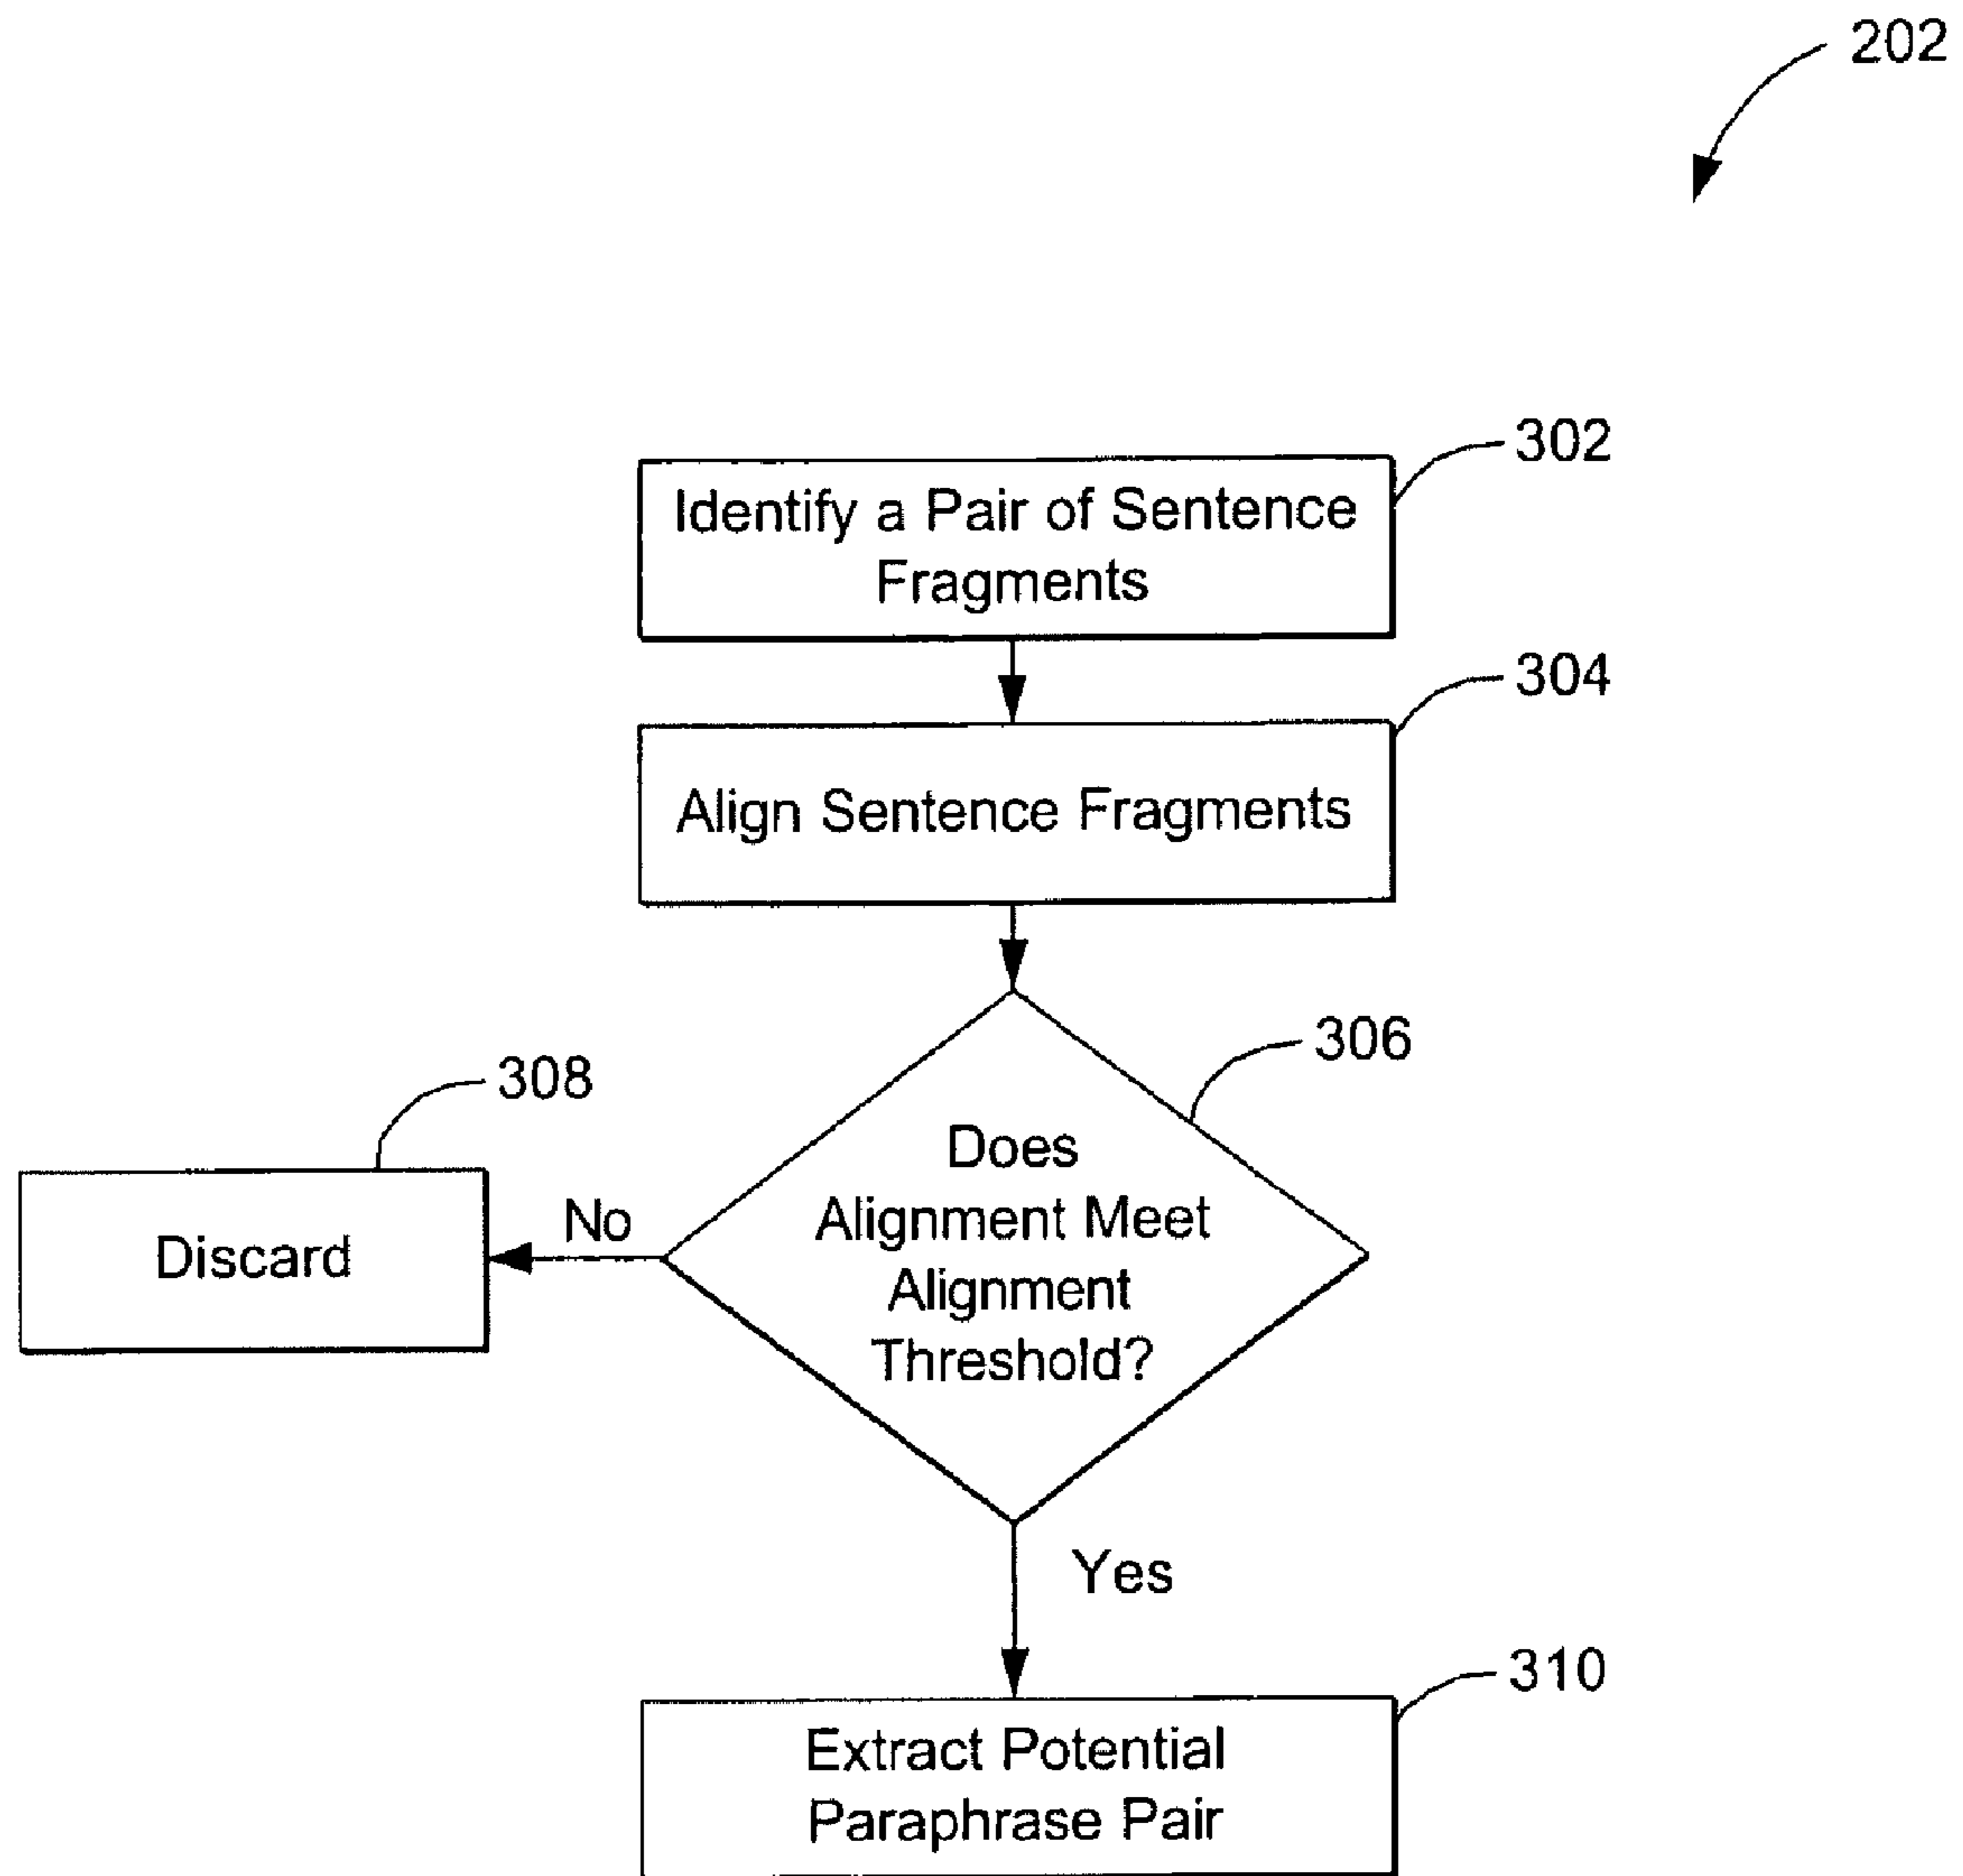 202
302
Identify a Pair of Sentence
Fragments
304
Align Sentence Fragments
306
Does
Alignment Meet
Alignment
Threshold?
308
No
Discard
Yes
310
Extract Potential
Paraphrase Pair